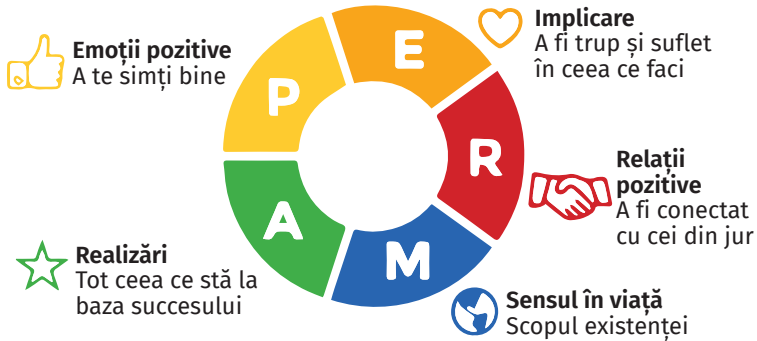 P
Emoții pozitive
A te simți bine
E
Implicare
A fi trup și suflet
în ceea ce faci
R
Relații
pozitive
A fi conectat
cu cei din jur
M
Sensul în viață
Scopul existenței
A
Realizări
Tot ceea ce stă la
baza succesului